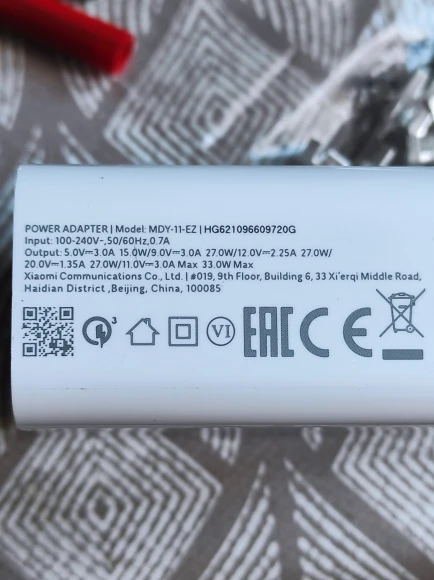 POWER ADAPTER | Model: MDY-11-EZ | HG621096609720G
Input: 100-240V~,50/60Hz,0.7A
Output: 5.0V⎓3.0A 15.0W/9.0V⎓3.0A 27.0W/12.0V⎓2.25A 27.0W/
20.0V⎓1.35A 27.0W/11.0V⎓3.0A Max 33.0W Max
Xiaomi Communications Co., Ltd. | #019, 9th Floor, Building 6, 33 Xi'erqi Middle Road,
Haidian District ,Beijing, China, 100085
3 VI EAC CE